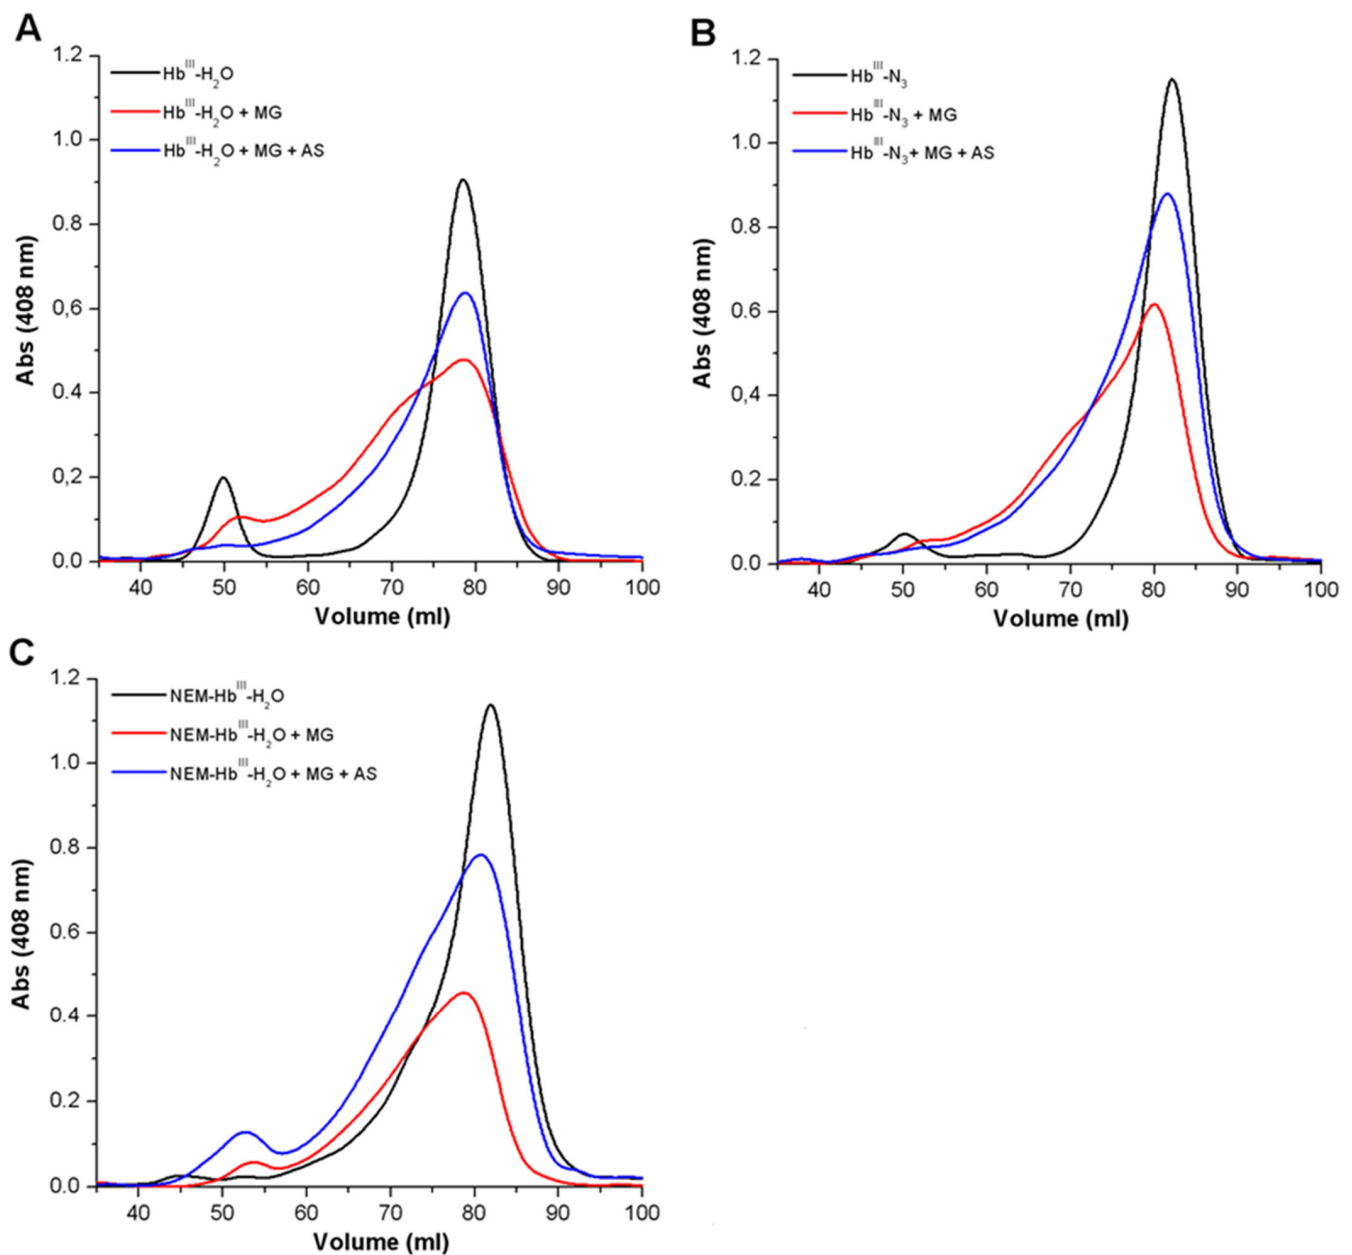 A
Hb^III-H₂O
Hb^III-H₂O + MG
Hb^III-H₂O + MG + AS
1.2
1.0
0.8
0.6
0.4
0.2
0.0
Abs (408 nm)
40 50 60 70 80 90 100
Volume (ml)
B
Hb^III-N₃
Hb^III-N₃ + MG
Hb^III-N₃+ MG + AS
1.2
1.0
0.8
0.6
0.4
0.2
0.0
Abs (408 nm)
40 50 60 70 80 90 100
Volume (ml)
C
NEM-Hb^III-H₂O
NEM-Hb^III-H₂O + MG
NEM-Hb^III-H₂O + MG + AS
1.2
1.0
0.8
0.6
0.4
0.2
0.0
Abs (408 nm)
40 50 60 70 80 90 100
Volume (ml)